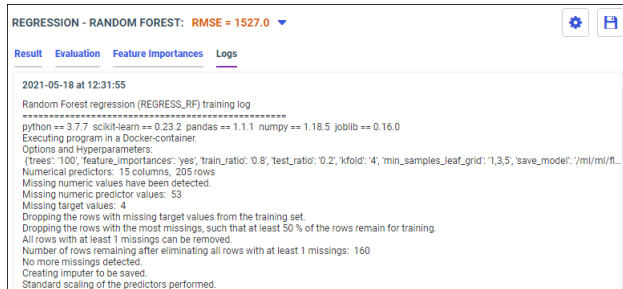 REGRESSION - RANDOM FOREST: RMSE = 1527.0
Result Evaluation Feature Importances Logs
2021-05-18 at 12:31:55
Random Forest regression (REGRESS_RF) training log
==================================================
python == 3.7.7 scikit-learn == 0.23.2 pandas == 1.1.1 numpy == 1.18.5 joblib == 0.16.0
Executing program in a Docker-container.
Options and Hyperparameters:
{'trees': '100', 'feature_importances': 'yes', 'train_ratio': '0.8', 'test_ratio': '0.2', 'kfold': '4', 'min_samples_leaf_grid': '1,3,5', 'save_model': '/ml/ml/fl...
Numerical predictors: 15 columns, 205 rows
Missing numeric values have been detected.
Missing numeric predictor values: 53
Missing target values: 4
Dropping the rows with missing target values from the training set.
Dropping the rows with the most missings, such that at least 50 % of the rows remain for training.
All rows with at least 1 missings can be removed.
Number of rows remaining after eliminating all rows with at least 1 missings: 160
No more missings detected.
Creating imputer to be saved.
Standard scaling of the predictors performed.